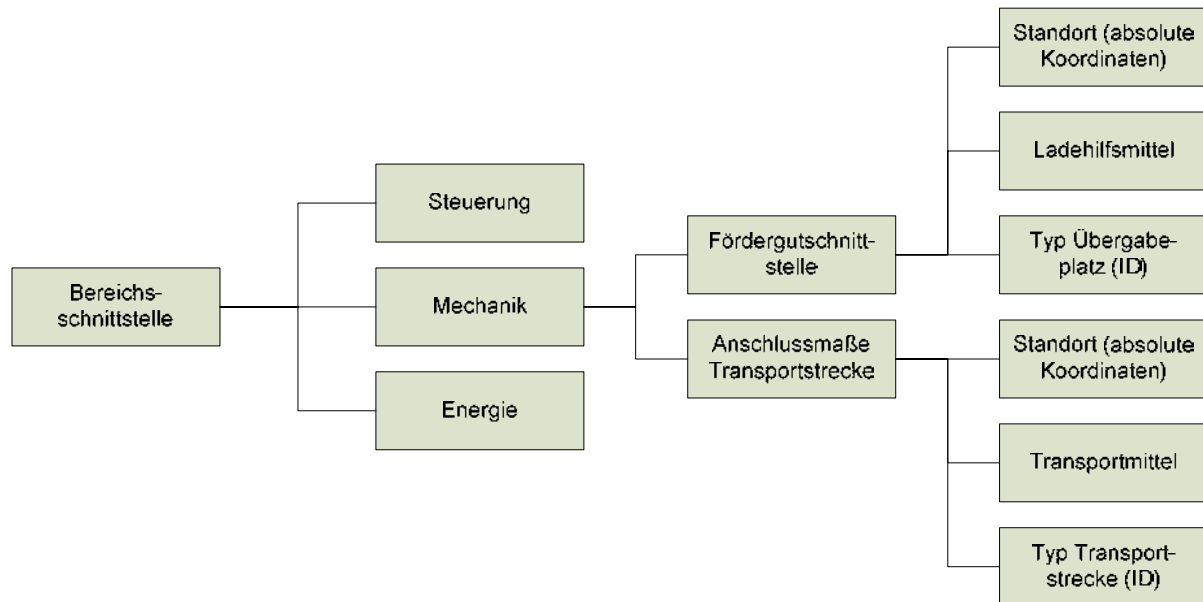 Bereichs-
schnittstelle
Steuerung
Mechanik
Energie
Fördergutschnitt-
stelle
Anschlussmaße
Transportstrecke
Standort (absolute
Koordinaten)
Ladehilfsmittel
Typ Übergabe-
platz (ID)
Standort (absolute
Koordinaten)
Transportmittel
Typ Transport-
strecke (ID)